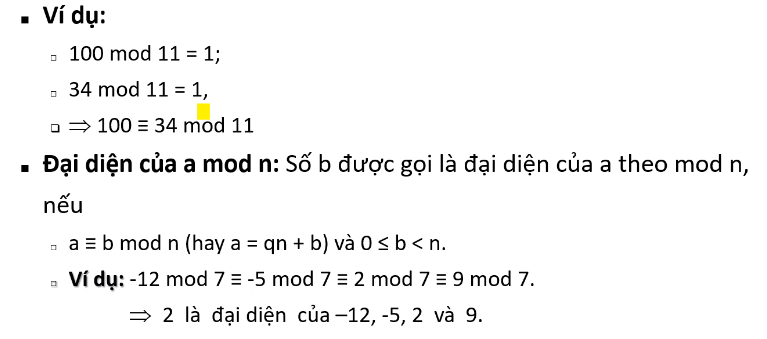 ▪ Ví dụ:
▫ 100 mod 11 = 1;
▫ 34 mod 11 = 1,
❑ ⟹ 100 ≡ 34 mod 11
▪ Đại diện của a mod n: Số b được gọi là đại diện của a theo mod n,
nếu
▫ a ≡ b mod n (hay a = qn + b) và 0 ≤ b < n.
▫ Ví dụ: -12 mod 7 ≡ -5 mod 7 ≡ 2 mod 7 ≡ 9 mod 7.
⟹ 2 là đại diện của –12, -5, 2 và 9.